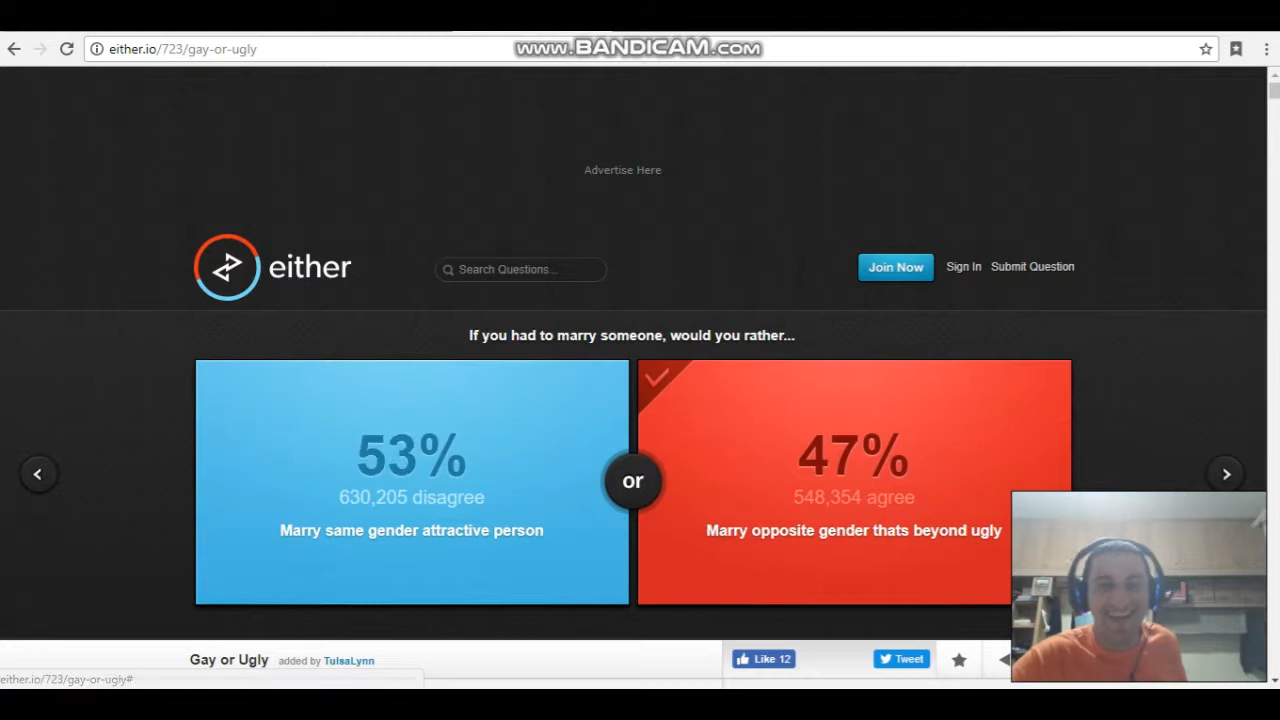 www.BANDICAM.com
either.io/723/gay-or-ugly
Advertise Here
either
Search Questions...
Join Now
Sign In
Submit Question
If you had to marry someone, would you rather...
53%
630,205 disagree
Marry same gender attractive person
or
47%
548,354 agree
Marry opposite gender thats beyond ugly
Gay or Ugly added by TulsaLynn
Like 12
Tweet
either.io/723/gay-or-ugly#